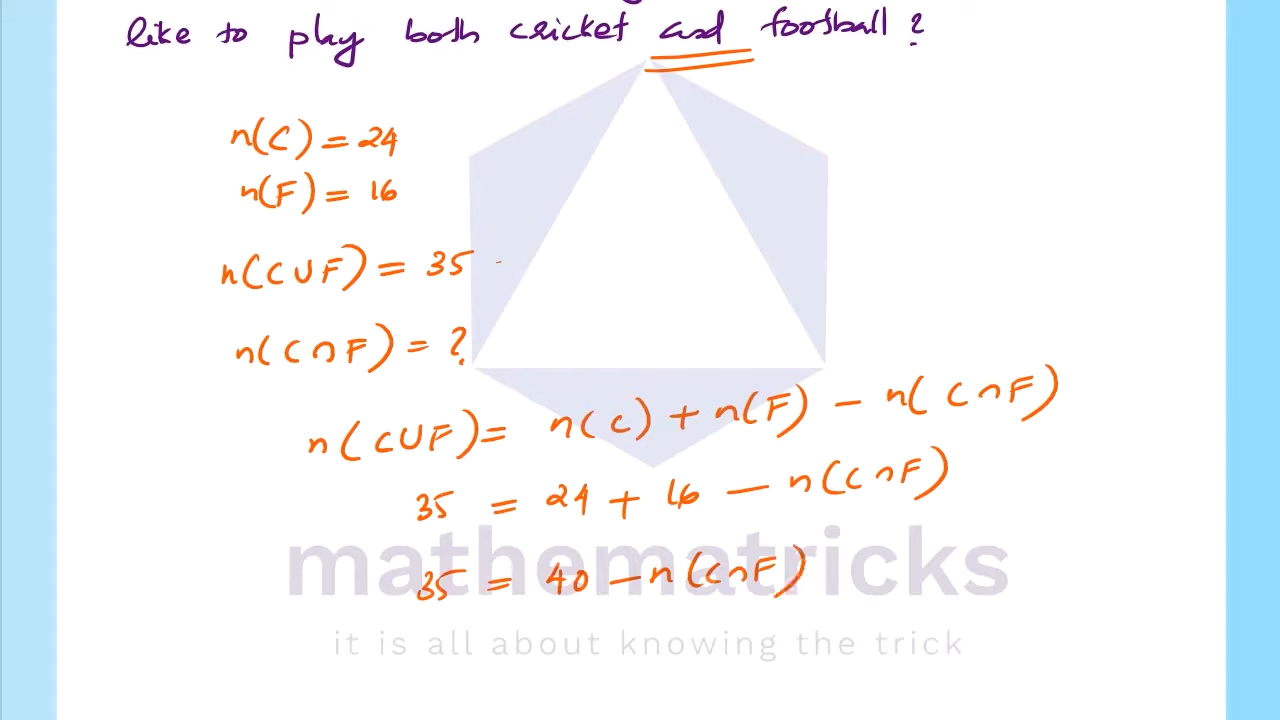 like to play both cricket and football ?
n(C) = 24
n(F) = 16
n(C∪F) = 35
n(C∩F) = ?
n(C∪F) = n(C) + n(F) − n(C∩F)
35 = 24 + 16 − n(C∩F)
35 = 40 − n(C∩F)
mathematricks
it is all about knowing the trick